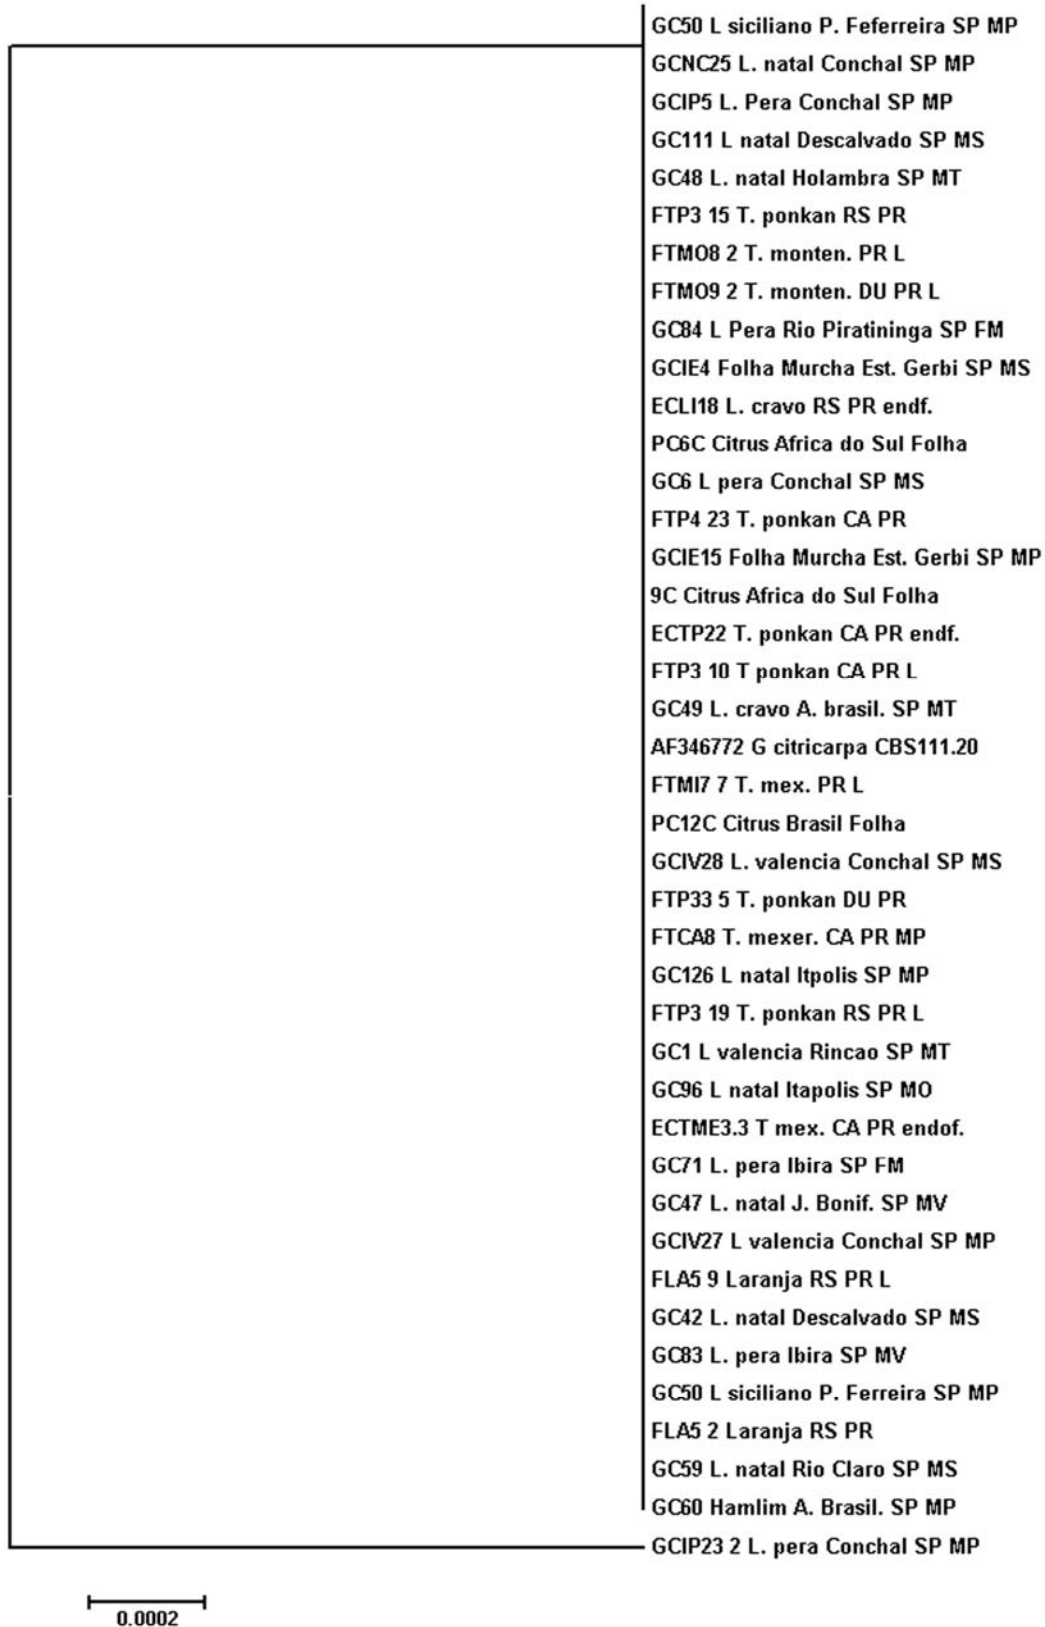 GC50 L siciliano P. Feferreira SP MP
GCNC25 L. natal Conchal SP MP
GCIP5 L. Pera Conchal SP MP
GC111 L natal Descalvado SP MS
GC48 L. natal Holambra SP MT
FTP3 15 T. ponkan RS PR
FTMO8 2 T. monten. PR L
FTMO9 2 T. monten. DU PR L
GC84 L Pera Rio Piratininga SP FM
GCIE4 Folha Murcha Est. Gerbi SP MS
ECLI18 L. cravo RS PR endf.
PC6C Citrus Africa do Sul Folha
GC6 L pera Conchal SP MS
FTP4 23 T. ponkan CA PR
GCIE15 Folha Murcha Est. Gerbi SP MP
9C Citrus Africa do Sul Folha
ECTP22 T. ponkan CA PR endf.
FTP3 10 T ponkan CA PR L
GC49 L. cravo A. brasil. SP MT
AF346772 G citricarpa CBS111.20
FTMI7 7 T. mex. PR L
PC12C Citrus Brasil Folha
GCIV28 L. valencia Conchal SP MS
FTP33 5 T. ponkan DU PR
FTCA8 T. mexer. CA PR MP
GC126 L natal Itpolis SP MP
FTP3 19 T. ponkan RS PR L
GC1 L valencia Rincao SP MT
GC96 L natal Itapolis SP MO
ECTME3.3 T mex. CA PR endof.
GC71 L. pera Ibira SP FM
GC47 L. natal J. Bonif. SP MV
GCIV27 L valencia Conchal SP MP
FLA5 9 Laranja RS PR L
GC42 L. natal Descalvado SP MS
GC83 L. pera Ibira SP MV
GC50 L siciliano P. Ferreira SP MP
FLA5 2 Laranja RS PR
GC59 L. natal Rio Claro SP MS
GC60 Hamlim A. Brasil. SP MP
GCIP23 2 L. pera Conchal SP MP
0.0002